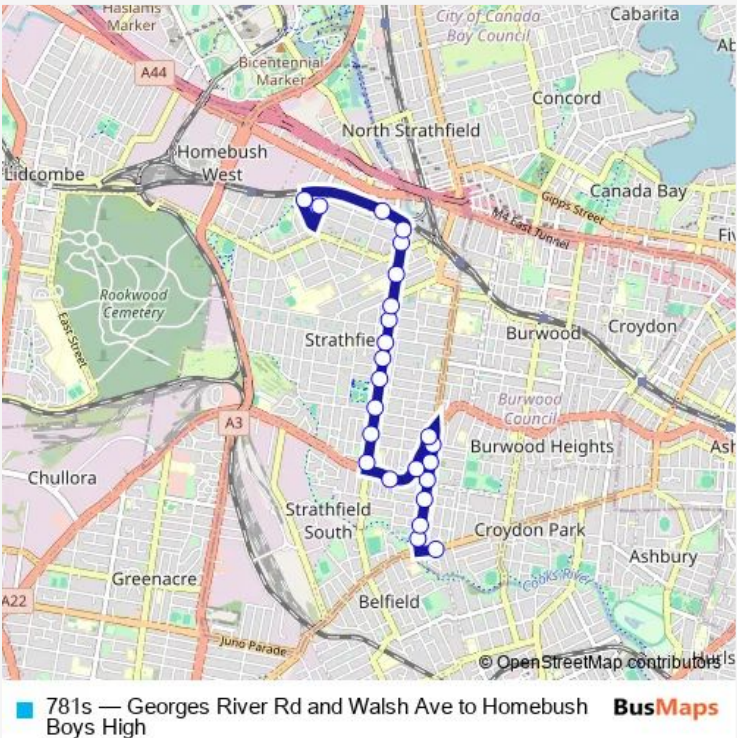 Haslams
Marker
City of Canada
Bay Council
Cabarita
A44
Bicentennial
Marker
Concord
North Strathfield
Homebush
West
Lidcombe
Canada Bay
Gipps Street
M4 East Tunnel
Rookwood
Cemetery
East Street
Strathfie
Burwood
Croydon
Burwood
Council
A3
Burwood Heights
Chullora
Strathfield
South
Croydon Park
Ashbury
Greenacre
Cooks River
A22
Belfield
Juno Parade
© OpenStreetMap contributors
781s — Georges River Rd and Walsh Ave to Homebush
Boys High
BusMaps